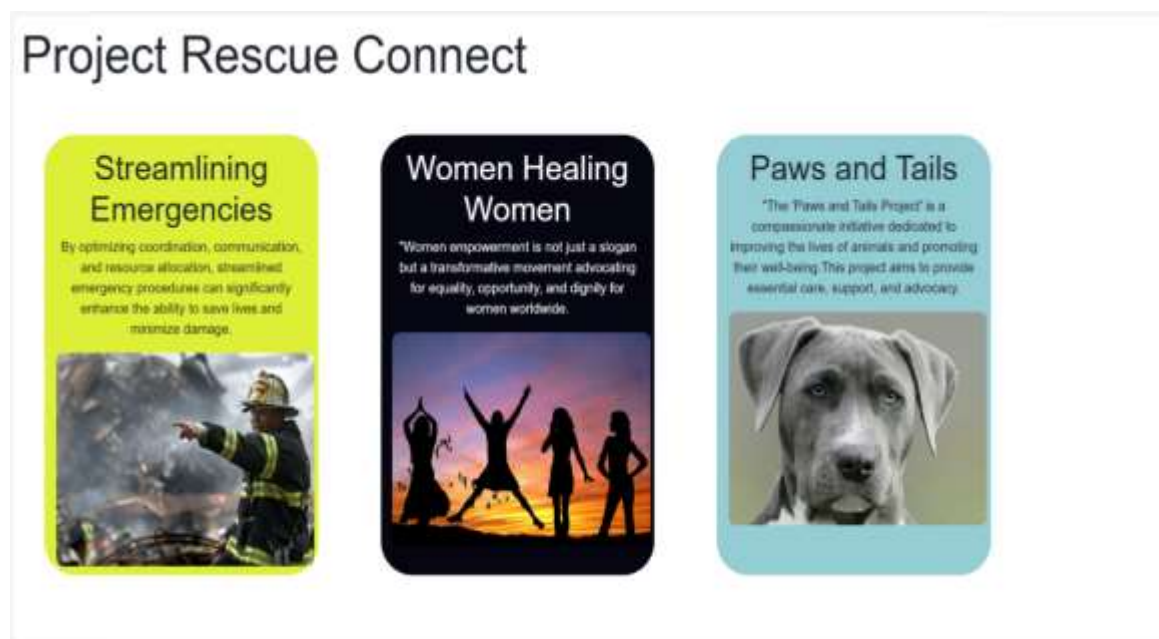 Project Rescue Connect
Streamlining
Emergencies
By optimizing coordination, communication,
and resource allocation, streamlined
emergency procedures can significantly
enhance the ability to save lives and
minimize damage.
Women Healing
Women
"Women empowerment is not just a slogan
but a transformative movement advocating
for equality, opportunity, and dignity for
women worldwide.
Paws and Tails
"The 'Paws and Tails Project' is a
compassionate initiative dedicated to
improving the lives of animals and promoting
their well-being.This project aims to provide
essential care, support, and advocacy.